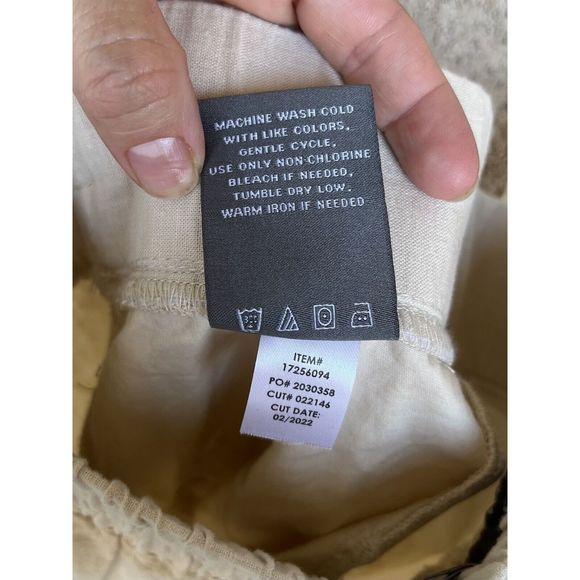 MACHINE WASH COLD
WITH LIKE COLORS,
GENTLE CYCLE,
USE ONLY NON-CHLORINE
BLEACH IF NEEDED,
TUMBLE DRY LOW,
WARM IRON IF NEEDED
ITEM#
17256094
PO# 2030358
CUT# 022146
CUT DATE:
02/2022